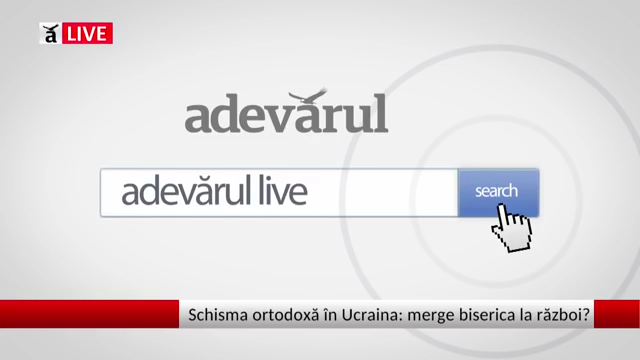 ă LIVE
adevărul
adevărul live
search
Schisma ortodoxă în Ucraina: merge biserica la război?